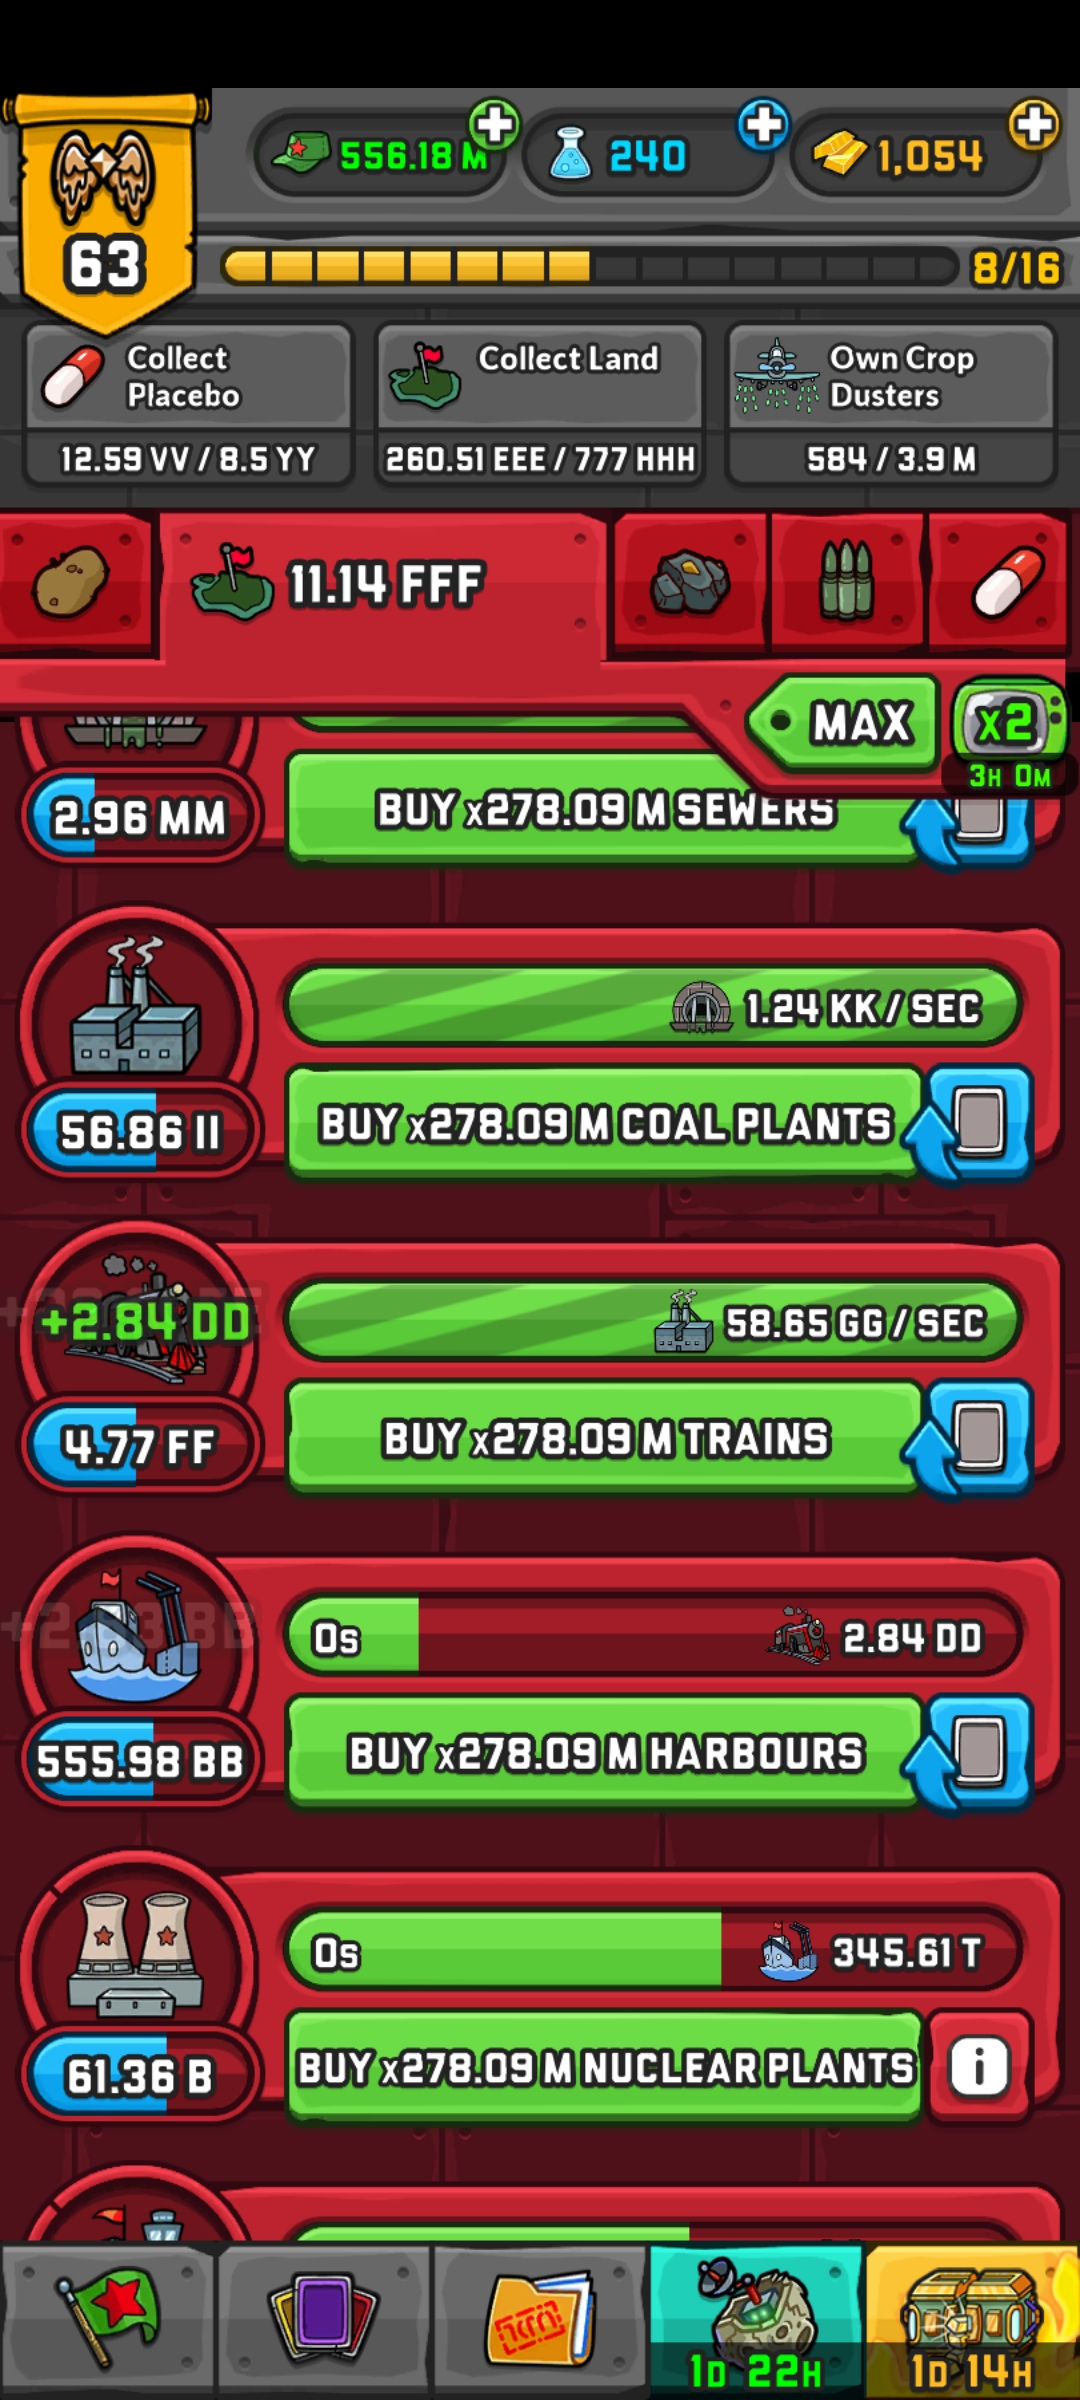 556.18 M
240
1,054
63
8/16
Collect
Placebo
Collect Land
Own Crop
Dusters
12.59 VV / 8.5 YY
260.51 EEE / 777 HHH
584 / 3.9 M
11.14 FFF
MAX
x2
3H 0M
2.96 MM
BUY x278.09 M SEWERS
1.24 KK / SEC
56.86 II
BUY x278.09 M COAL PLANTS
+2.84 DD
58.65 GG / SEC
4.77 FF
BUY x278.09 M TRAINS
0s
2.84 DD
555.98 BB
BUY x278.09 M HARBOURS
0s
345.61 T
61.36 B
BUY x278.09 M NUCLEAR PLANTS
i
1D 22H
1D 14H